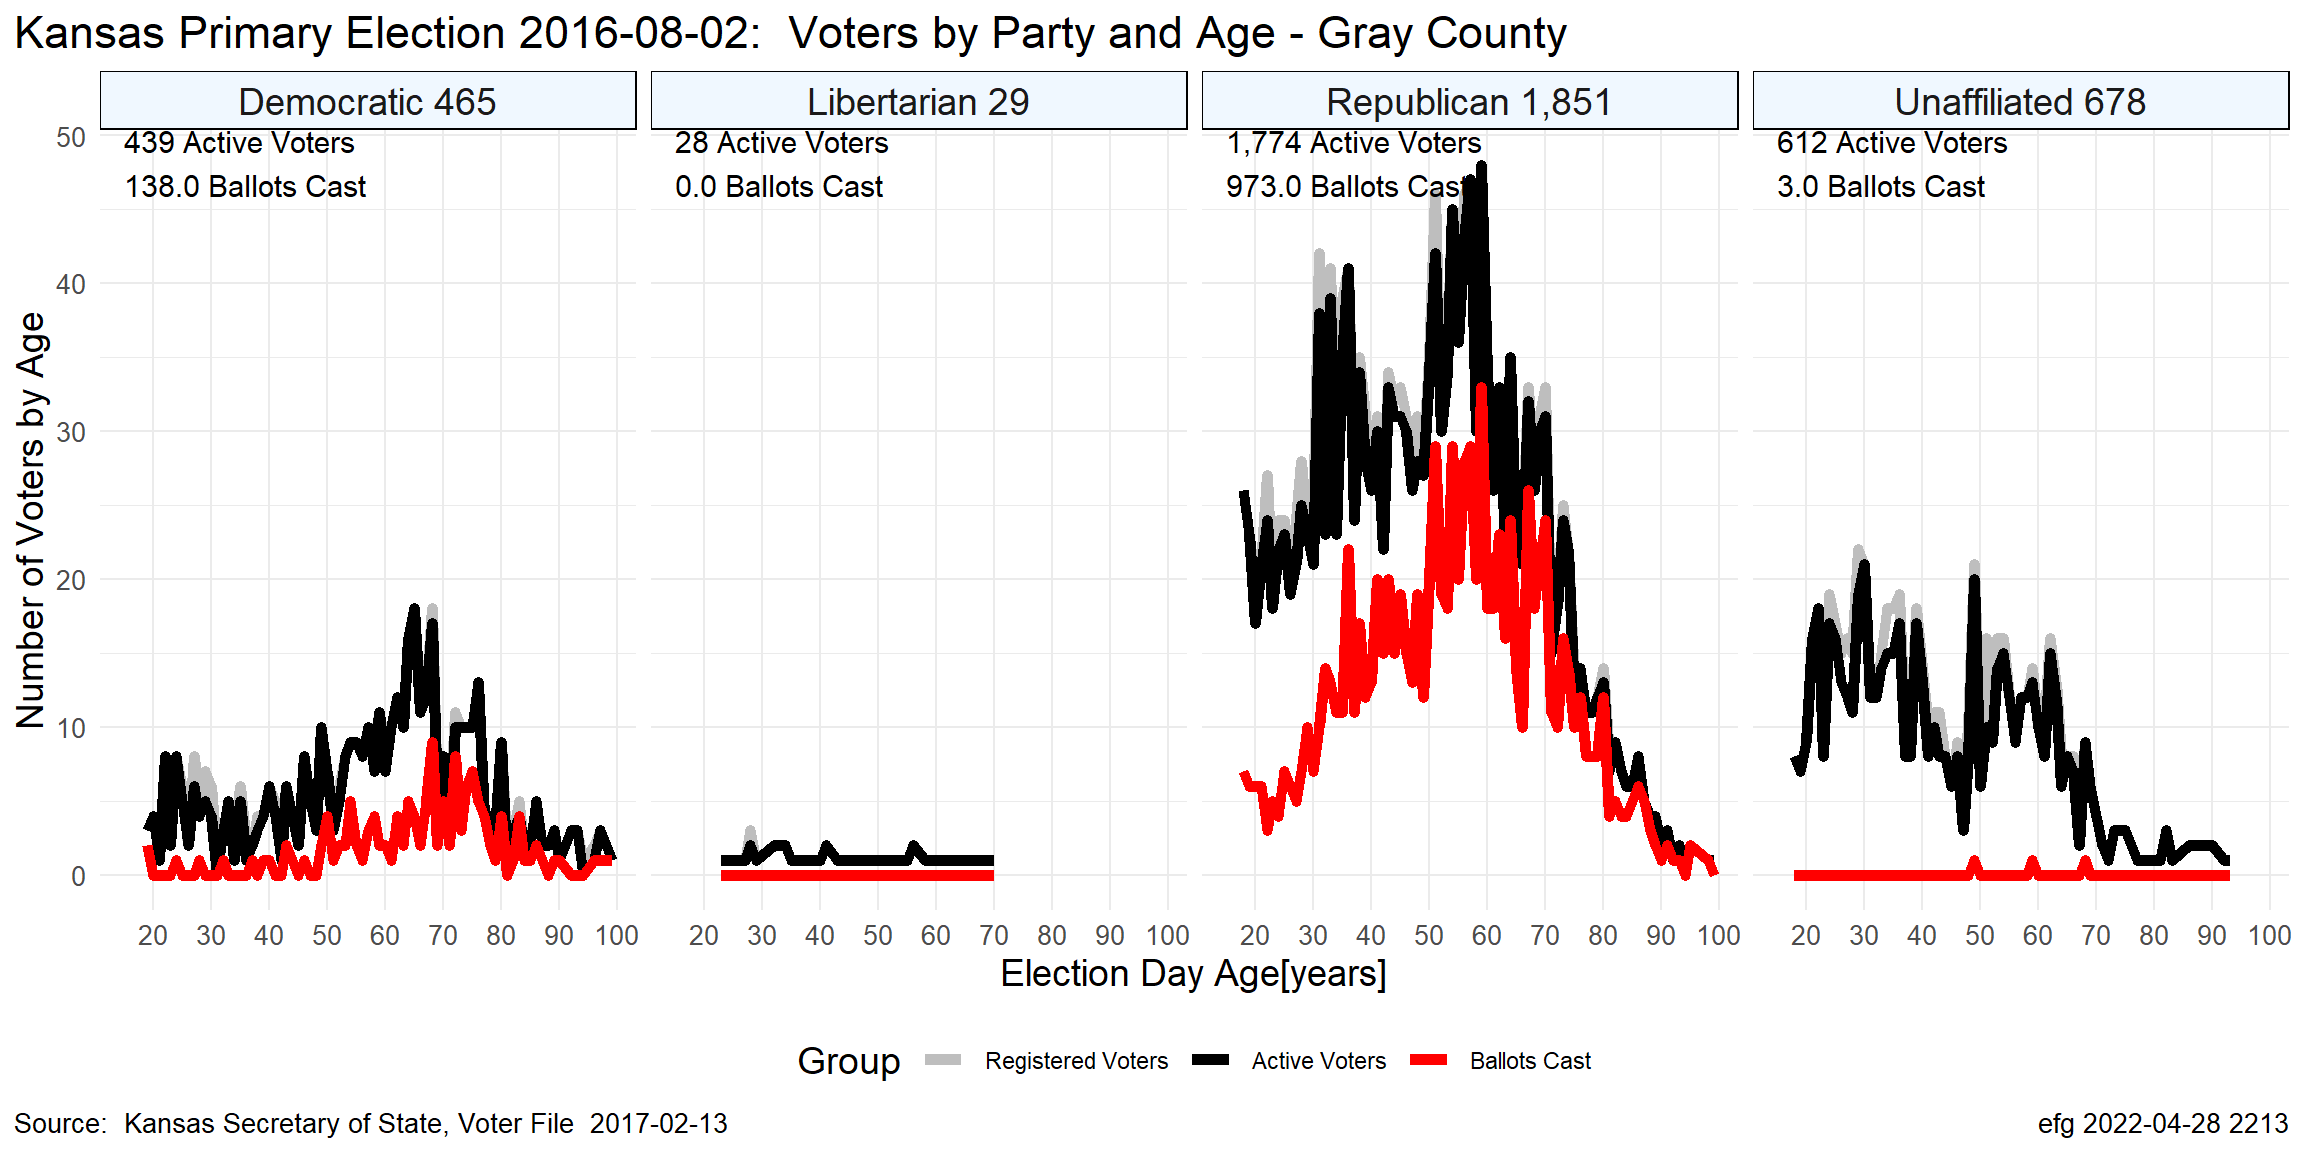 Kansas Primary Election 2016-08-02:  Voters by Party and Age - Gray County
Democratic 465
Libertarian 29
Republican 1,851
Unaffiliated 678
439 Active Voters
138.0 Ballots Cast
28 Active Voters
0.0 Ballots Cast
1,774 Active Voters
973.0 Ballots Cast
612 Active Voters
3.0 Ballots Cast
Number of Voters by Age
50
40
30
20
10
0
20 30 40 50 60 70 80 90 100
20 30 40 50 60 70 80 90 100
20 30 40 50 60 70 80 90 100
20 30 40 50 60 70 80 90 100
Election Day Age[years]
Group Registered Voters Active Voters Ballots Cast
Source:  Kansas Secretary of State, Voter File  2017-02-13
efg 2022-04-28 2213